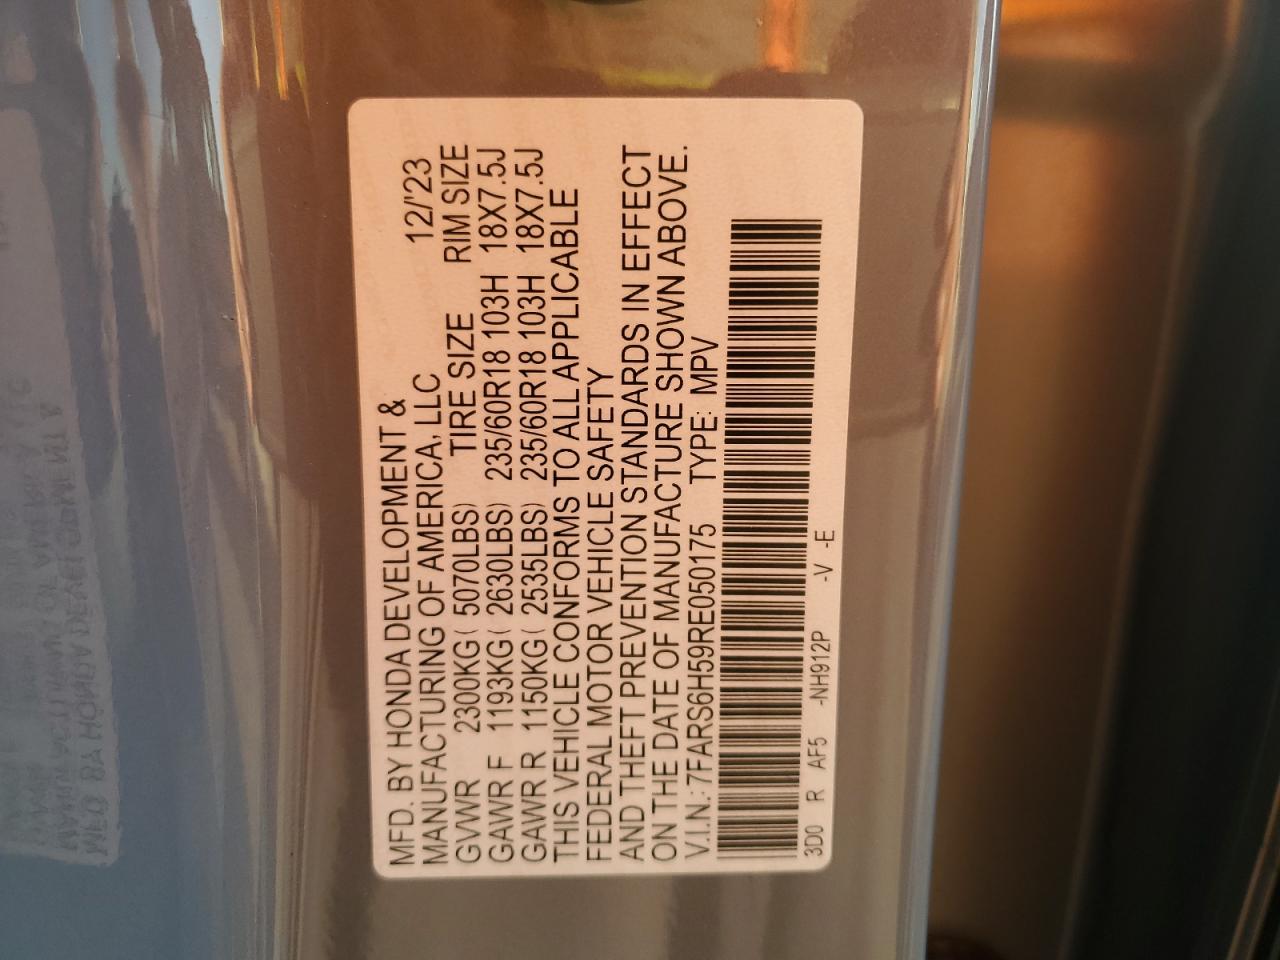 MFD. BY HONDA DEVELOPMENT &
MANUFACTURING OF AMERICA, LLC 12/'23
GVWR 2300KG ( 5070LBS) TIRE SIZE RIM SIZE
GAWR F 1193KG ( 2630LBS) 235/60R18 103H 18X7.5J
GAWR R 1150KG ( 2535LBS) 235/60R18 103H 18X7.5J
THIS VEHICLE CONFORMS TO ALL APPLICABLE
FEDERAL MOTOR VEHICLE SAFETY
AND THEFT PREVENTION STANDARDS IN EFFECT
ON THE DATE OF MANUFACTURE SHOWN ABOVE.
V.I.N.: 7FARS6H59RE050175 TYPE: MPV
3D0 R AF5 -NH912P -V -E